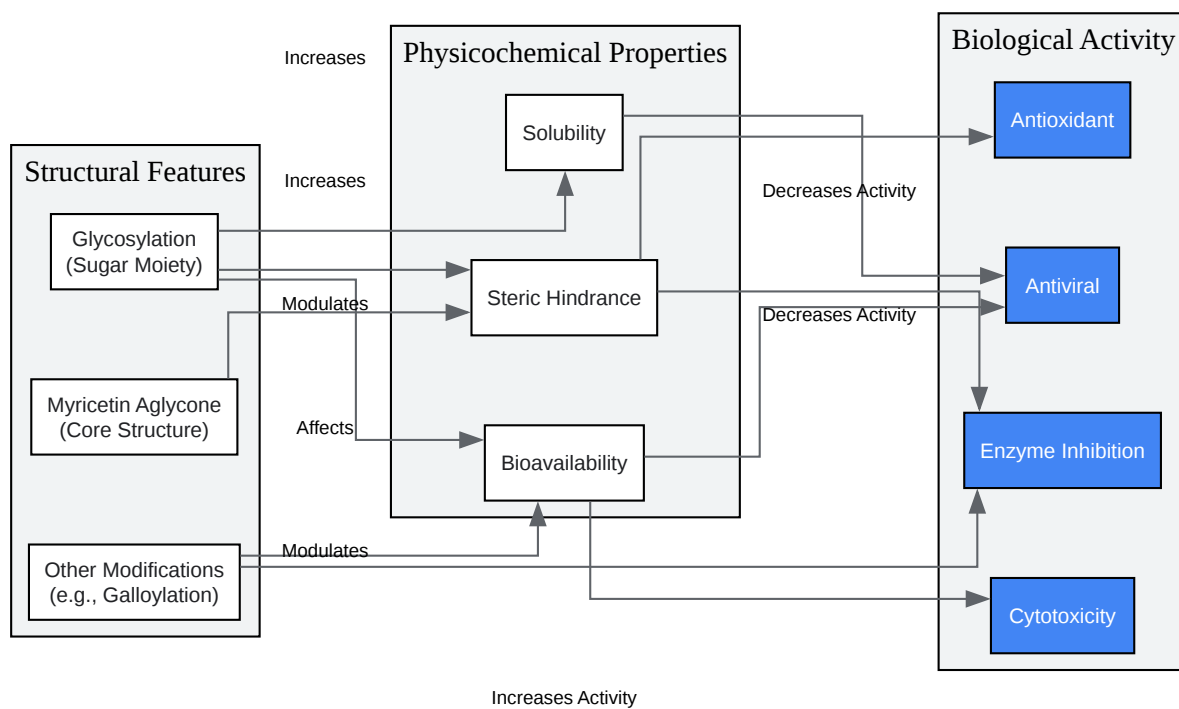 Structural Features
Glycosylation
(Sugar Moiety)
Myricetin Aglycone
(Core Structure)
Other Modifications
(e.g., Galloylation)
Increases
Increases
Modulates
Affects
Modulates
Physicochemical Properties
Solubility
Steric Hindrance
Bioavailability
Decreases Activity
Decreases Activity
Biological Activity
Antioxidant
Antiviral
Enzyme Inhibition
Cytotoxicity
Increases Activity